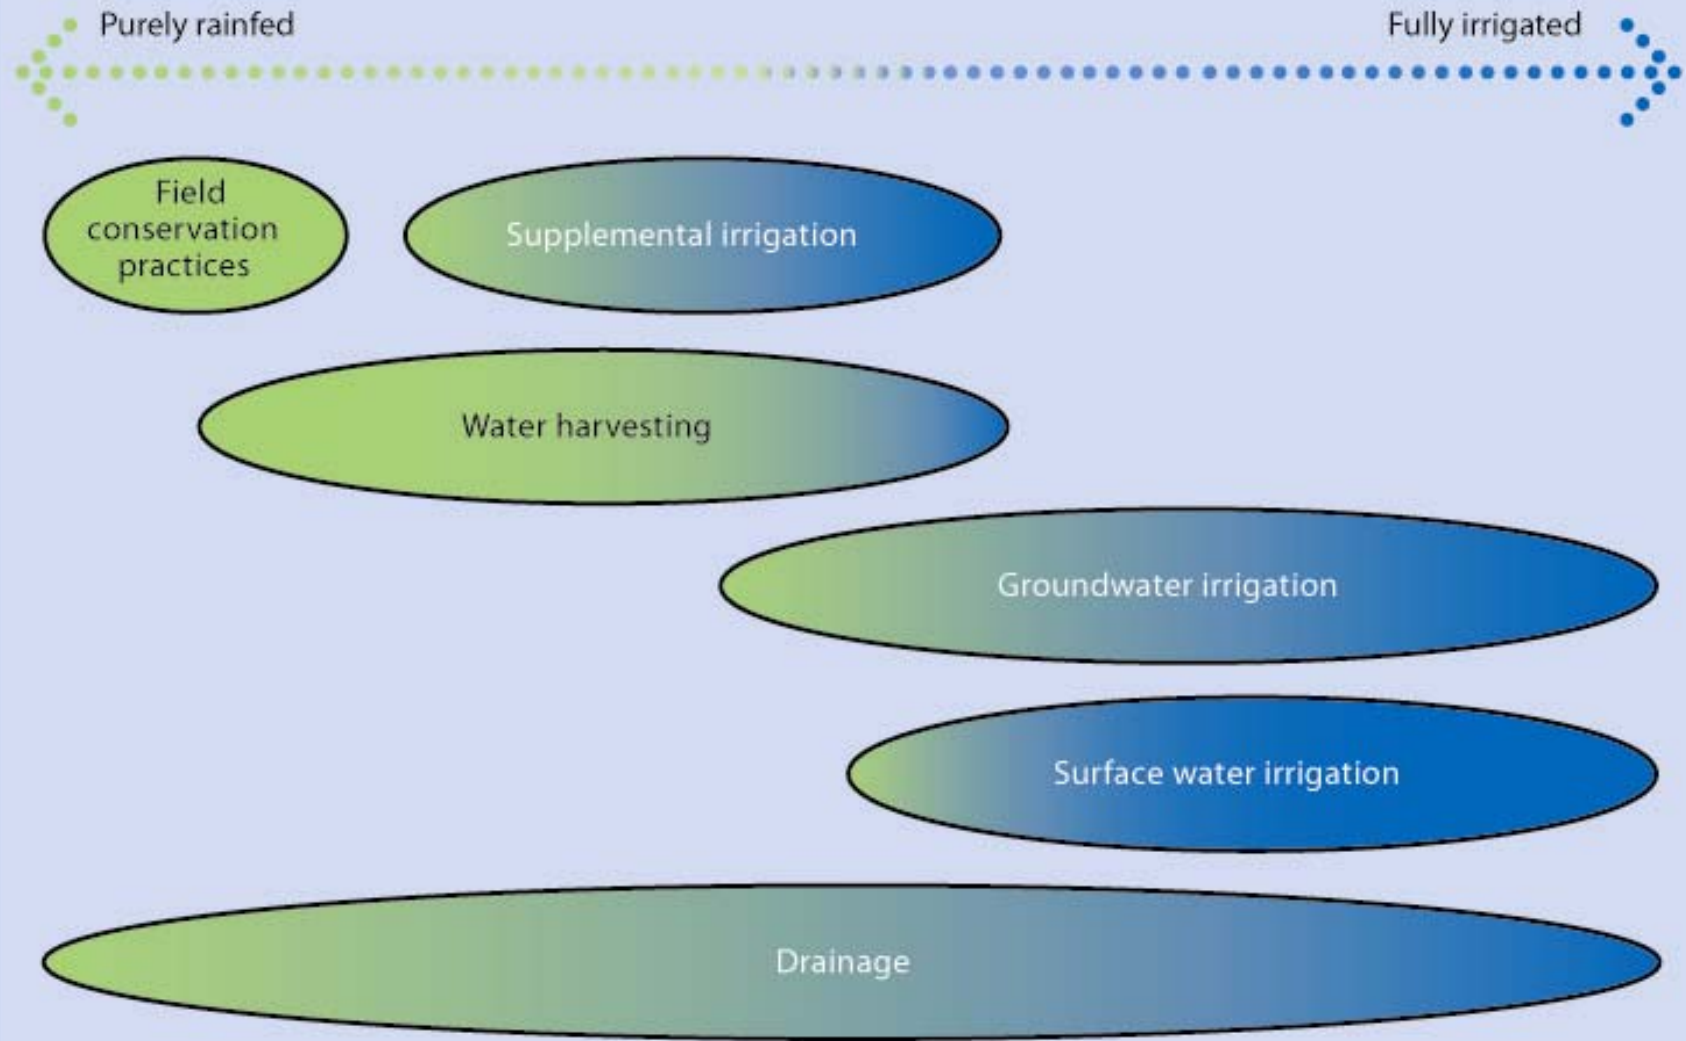 Purely rainfed
Fully irrigated
Field
conservation
practices
Supplemental irrigation
Water harvesting
Groundwater irrigation
Surface water irrigation
Drainage